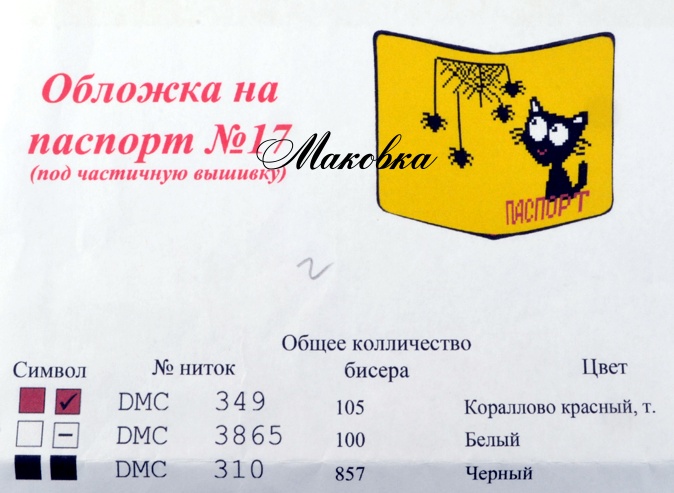 Обложка на
паспорт №17
(под частичную вышивку)
Маковка
ПАСПОРТ
Символ № ниток Общее колличество бисера Цвет
DMC 349 105 Кораллово красный, т.
DMC 3865 100 Белый
DMC 310 857 Черный